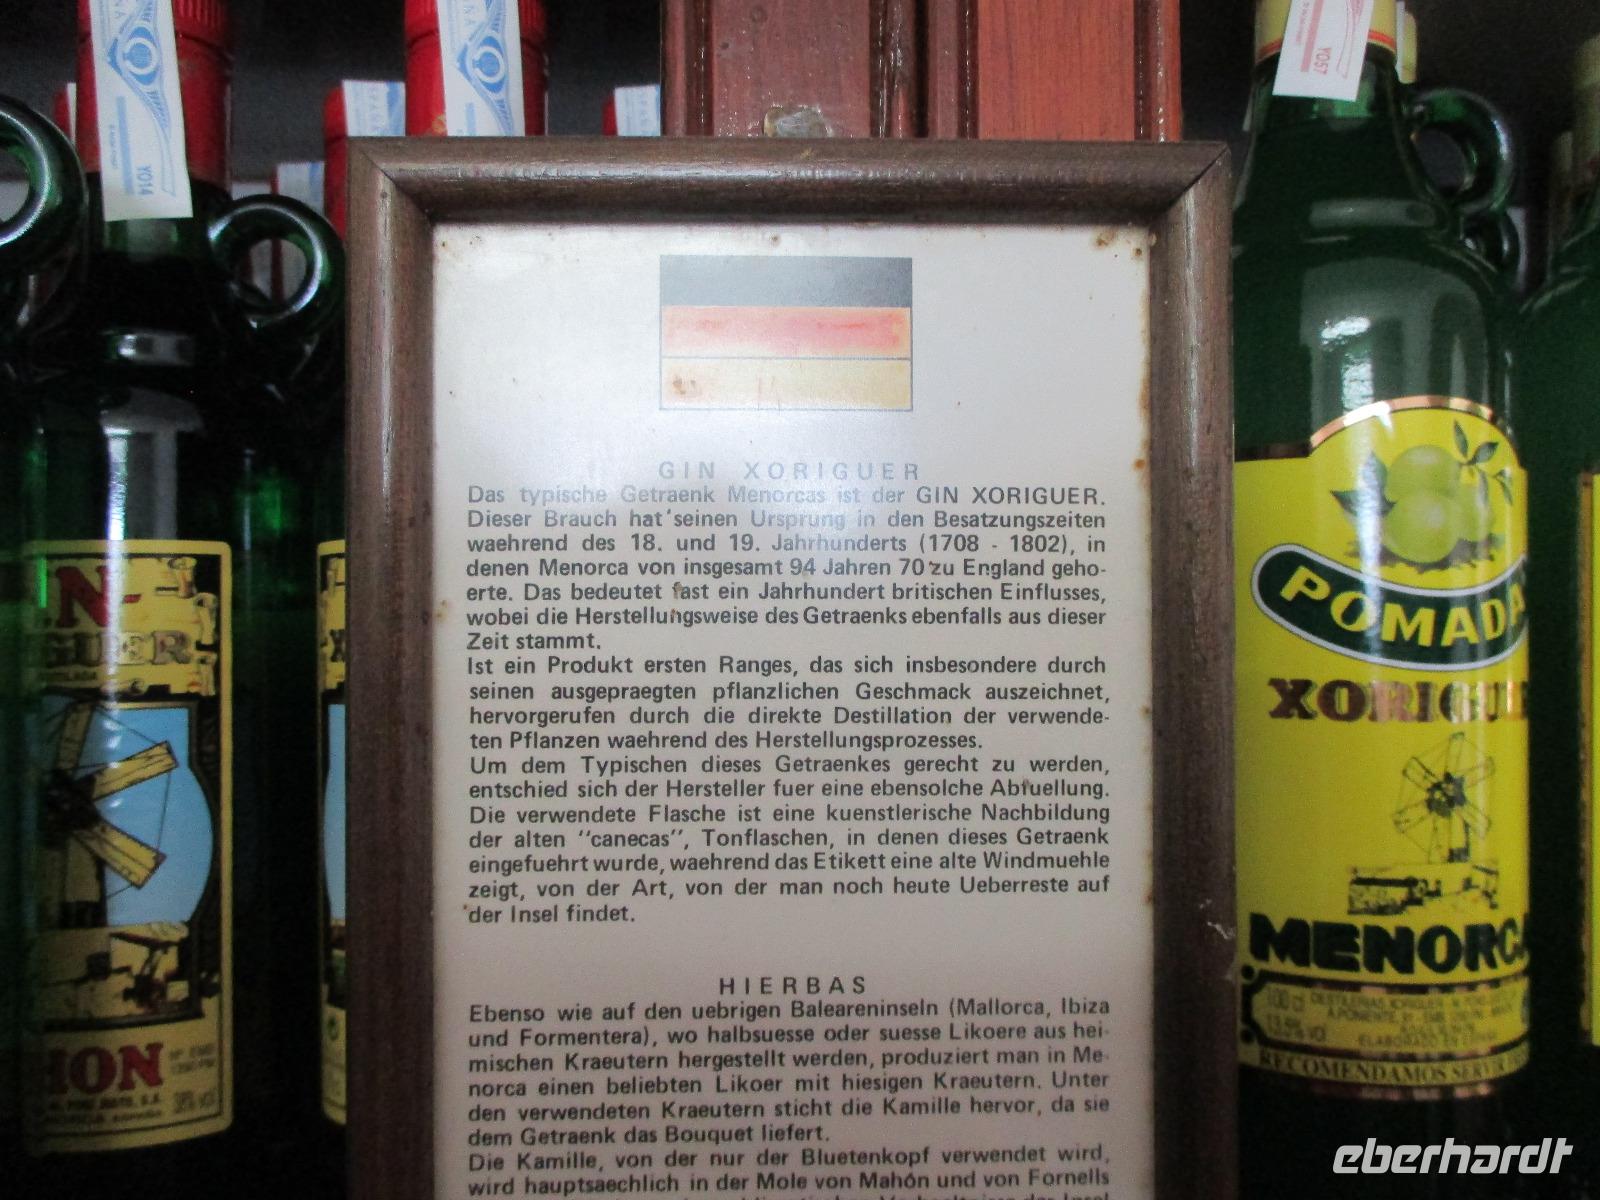 Y014
Y057
GIN XORIGUER
Das typische Getraenk Menorcas ist der GIN XORIGUER.
Dieser Brauch hat seinen Ursprung in den Besatzungszeiten
waehrend des 18. und 19. Jahrhunderts (1708 - 1802), in
denen Menorca von insgesamt 94 Jahren 70 zu England geho-
erte. Das bedeutet fast ein Jahrhundert britischen Einflusses,
wobei die Herstellungsweise des Getraenks ebenfalls aus dieser
Zeit stammt.
Ist ein Produkt ersten Ranges, das sich insbesondere durch
seinen ausgepraegten pflanzlichen Geschmack auszeichnet,
hervorgerufen durch die direkte Destillation der verwende-
ten Pflanzen waehrend des Herstellungsprozesses.
Um dem Typischen dieses Getraenkes gerecht zu werden,
entschied sich der Hersteller fuer eine ebensolche Abfuellung.
Die verwendete Flasche ist eine kuenstlerische Nachbildung
der alten "canecas", Tonflaschen, in denen dieses Getraenk
eingefuehrt wurde, waehrend das Etikett eine alte Windmuehle
zeigt, von der Art, von der man noch heute Ueberreste auf
der Insel findet.
HIERBAS
Ebenso wie auf den uebrigen Baleareninseln (Mallorca, Ibiza
und Formentera), wo halbsuesse oder suesse Likoere aus hei-
mischen Kraeutern hergestellt werden, produziert man in Me-
norca einen beliebten Likoer mit hiesigen Kraeutern. Unter
den verwendeten Kraeutern sticht die Kamille hervor, da sie
dem Getraenk das Bouquet liefert.
Die Kamille, von der nur der Bluetenkopf verwendet wird,
wird hauptsaechlich in der Mole von Mahón und von Fornells
POMADA
XORIGUER
MENORCA
100 cl
13,5% vol.
RECOMENDAMOS
N-
GUER
HON
38% vol.
eberhardt